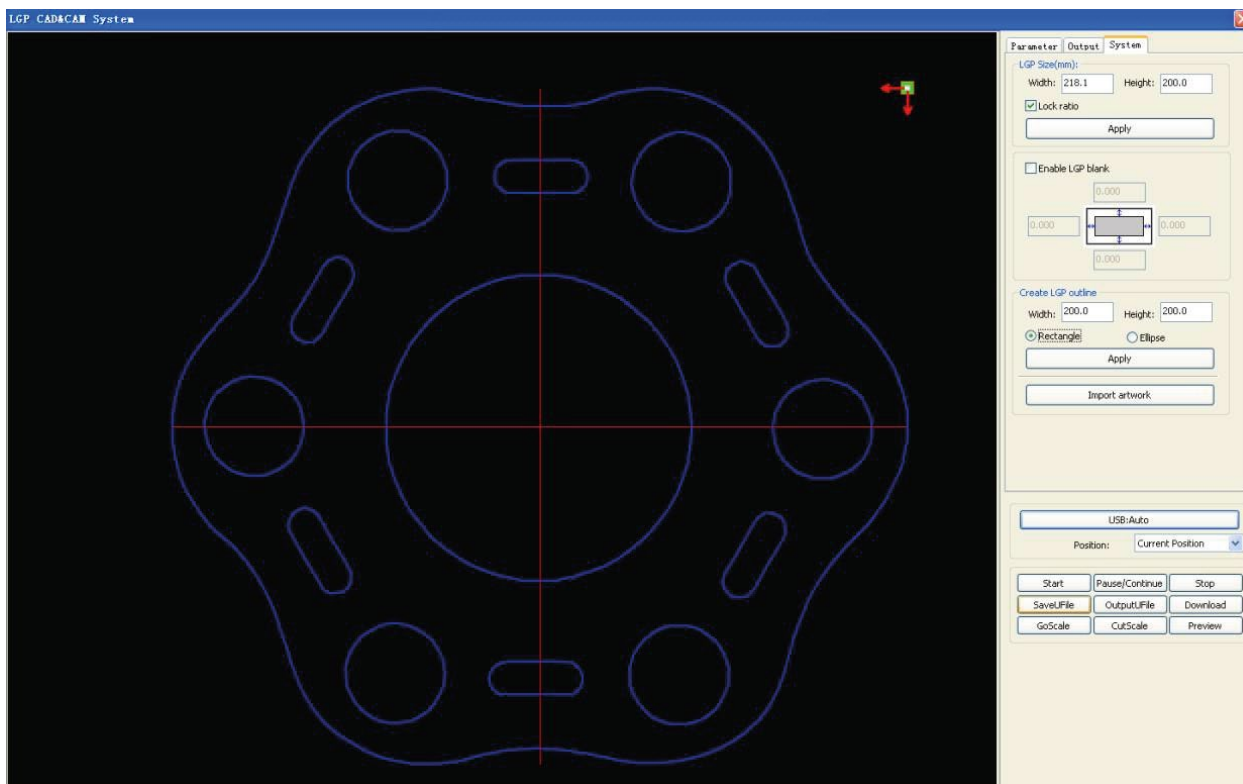 LGP CAD&CAM System
Parameter Output System
LGP Size(mm):
Width: 218.1 Height: 200.0
Lock ratio
Apply
Enable LGP blank
0.000
0.000 0.000
0.000
Create LGP outline
Width: 200.0 Height: 200.0
Rectangle Ellipse
Apply
Import artwork
USB:Auto
Position: Current Position
Start Pause/Continue Stop
SaveUFile OutputUFile Download
GoScale CutScale Preview